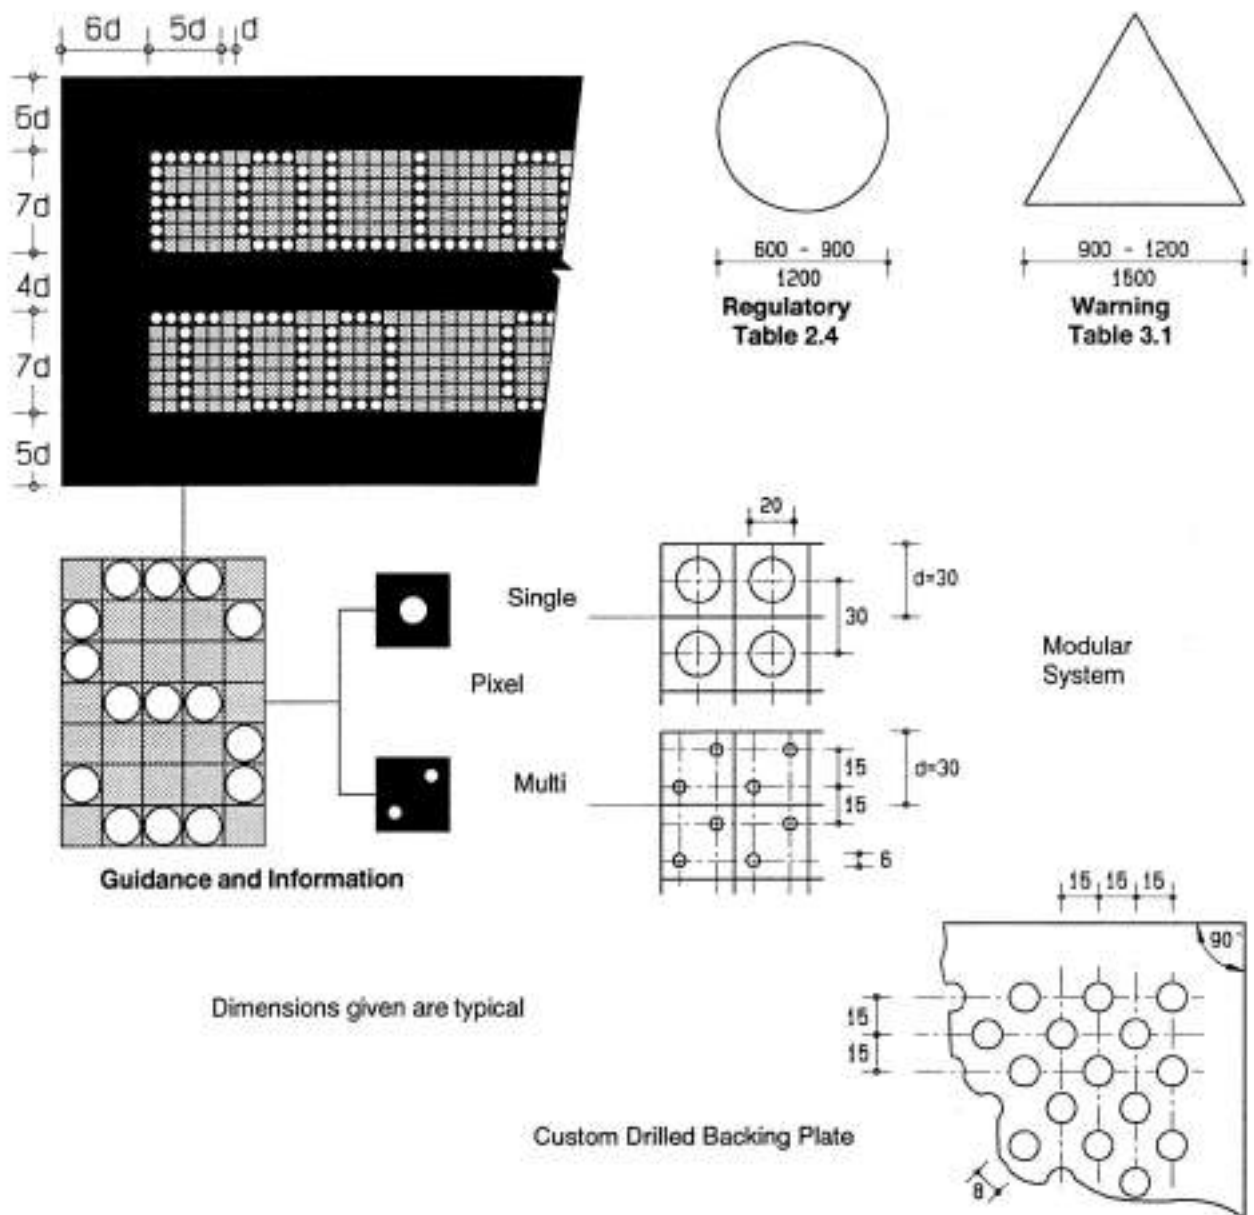 6d 5d d
5d
7d
4d
7d
5d
600 - 900
1200
Regulatory
Table 2.4
900 - 1200
1500
Warning
Table 3.1
20
Single
d=30
30
Pixel
Modular
System
Multi
15
15
d=30
6
Guidance and Information
15 15 15
90°
Dimensions given are typical
15
15
Custom Drilled Backing Plate
8